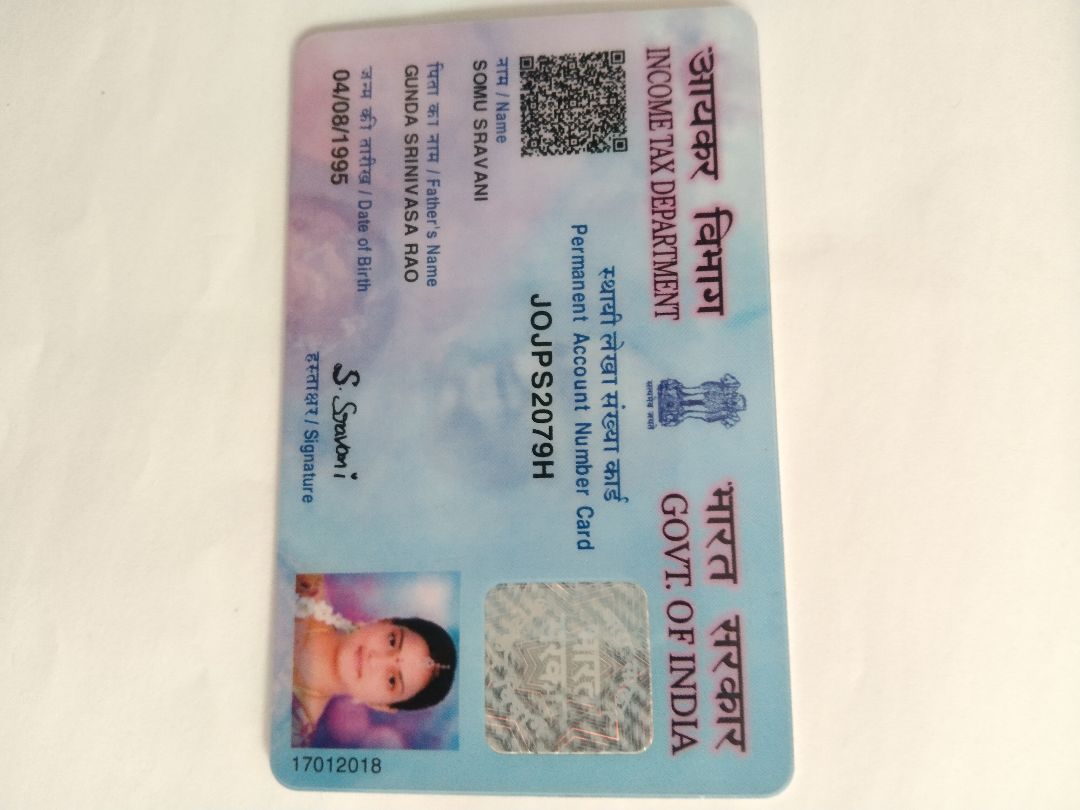 आयकर विभाग
INCOME TAX DEPARTMENT
भारत सरकार
GOVT. OF INDIA
सत्यमेव जयते
स्थायी लेखा संख्या कार्ड
Permanent Account Number Card
JOJPS2079H
नाम / Name
SOMU SRAVANI
पिता का नाम / Father's Name
GUNDA SRINIVASA RAO
जन्म की तारीख / Date of Birth
04/08/1995
S. Sravani
हस्ताक्षर / Signature
17012018